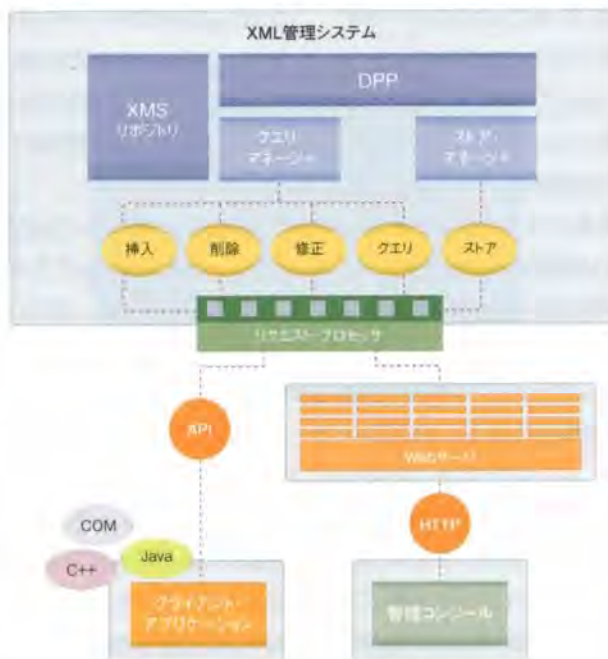 XML管理システム
XMS
リポジトリ
DPP
クエリ
マネージャ
ストア・
マネージャ
挿入
削除
修正
クエリ
ストア
リクエスト・プロセッサ
API
Webサーバ
COM
C++
Java
HTTP
クライアント・
アプリケーション
管理コンソール